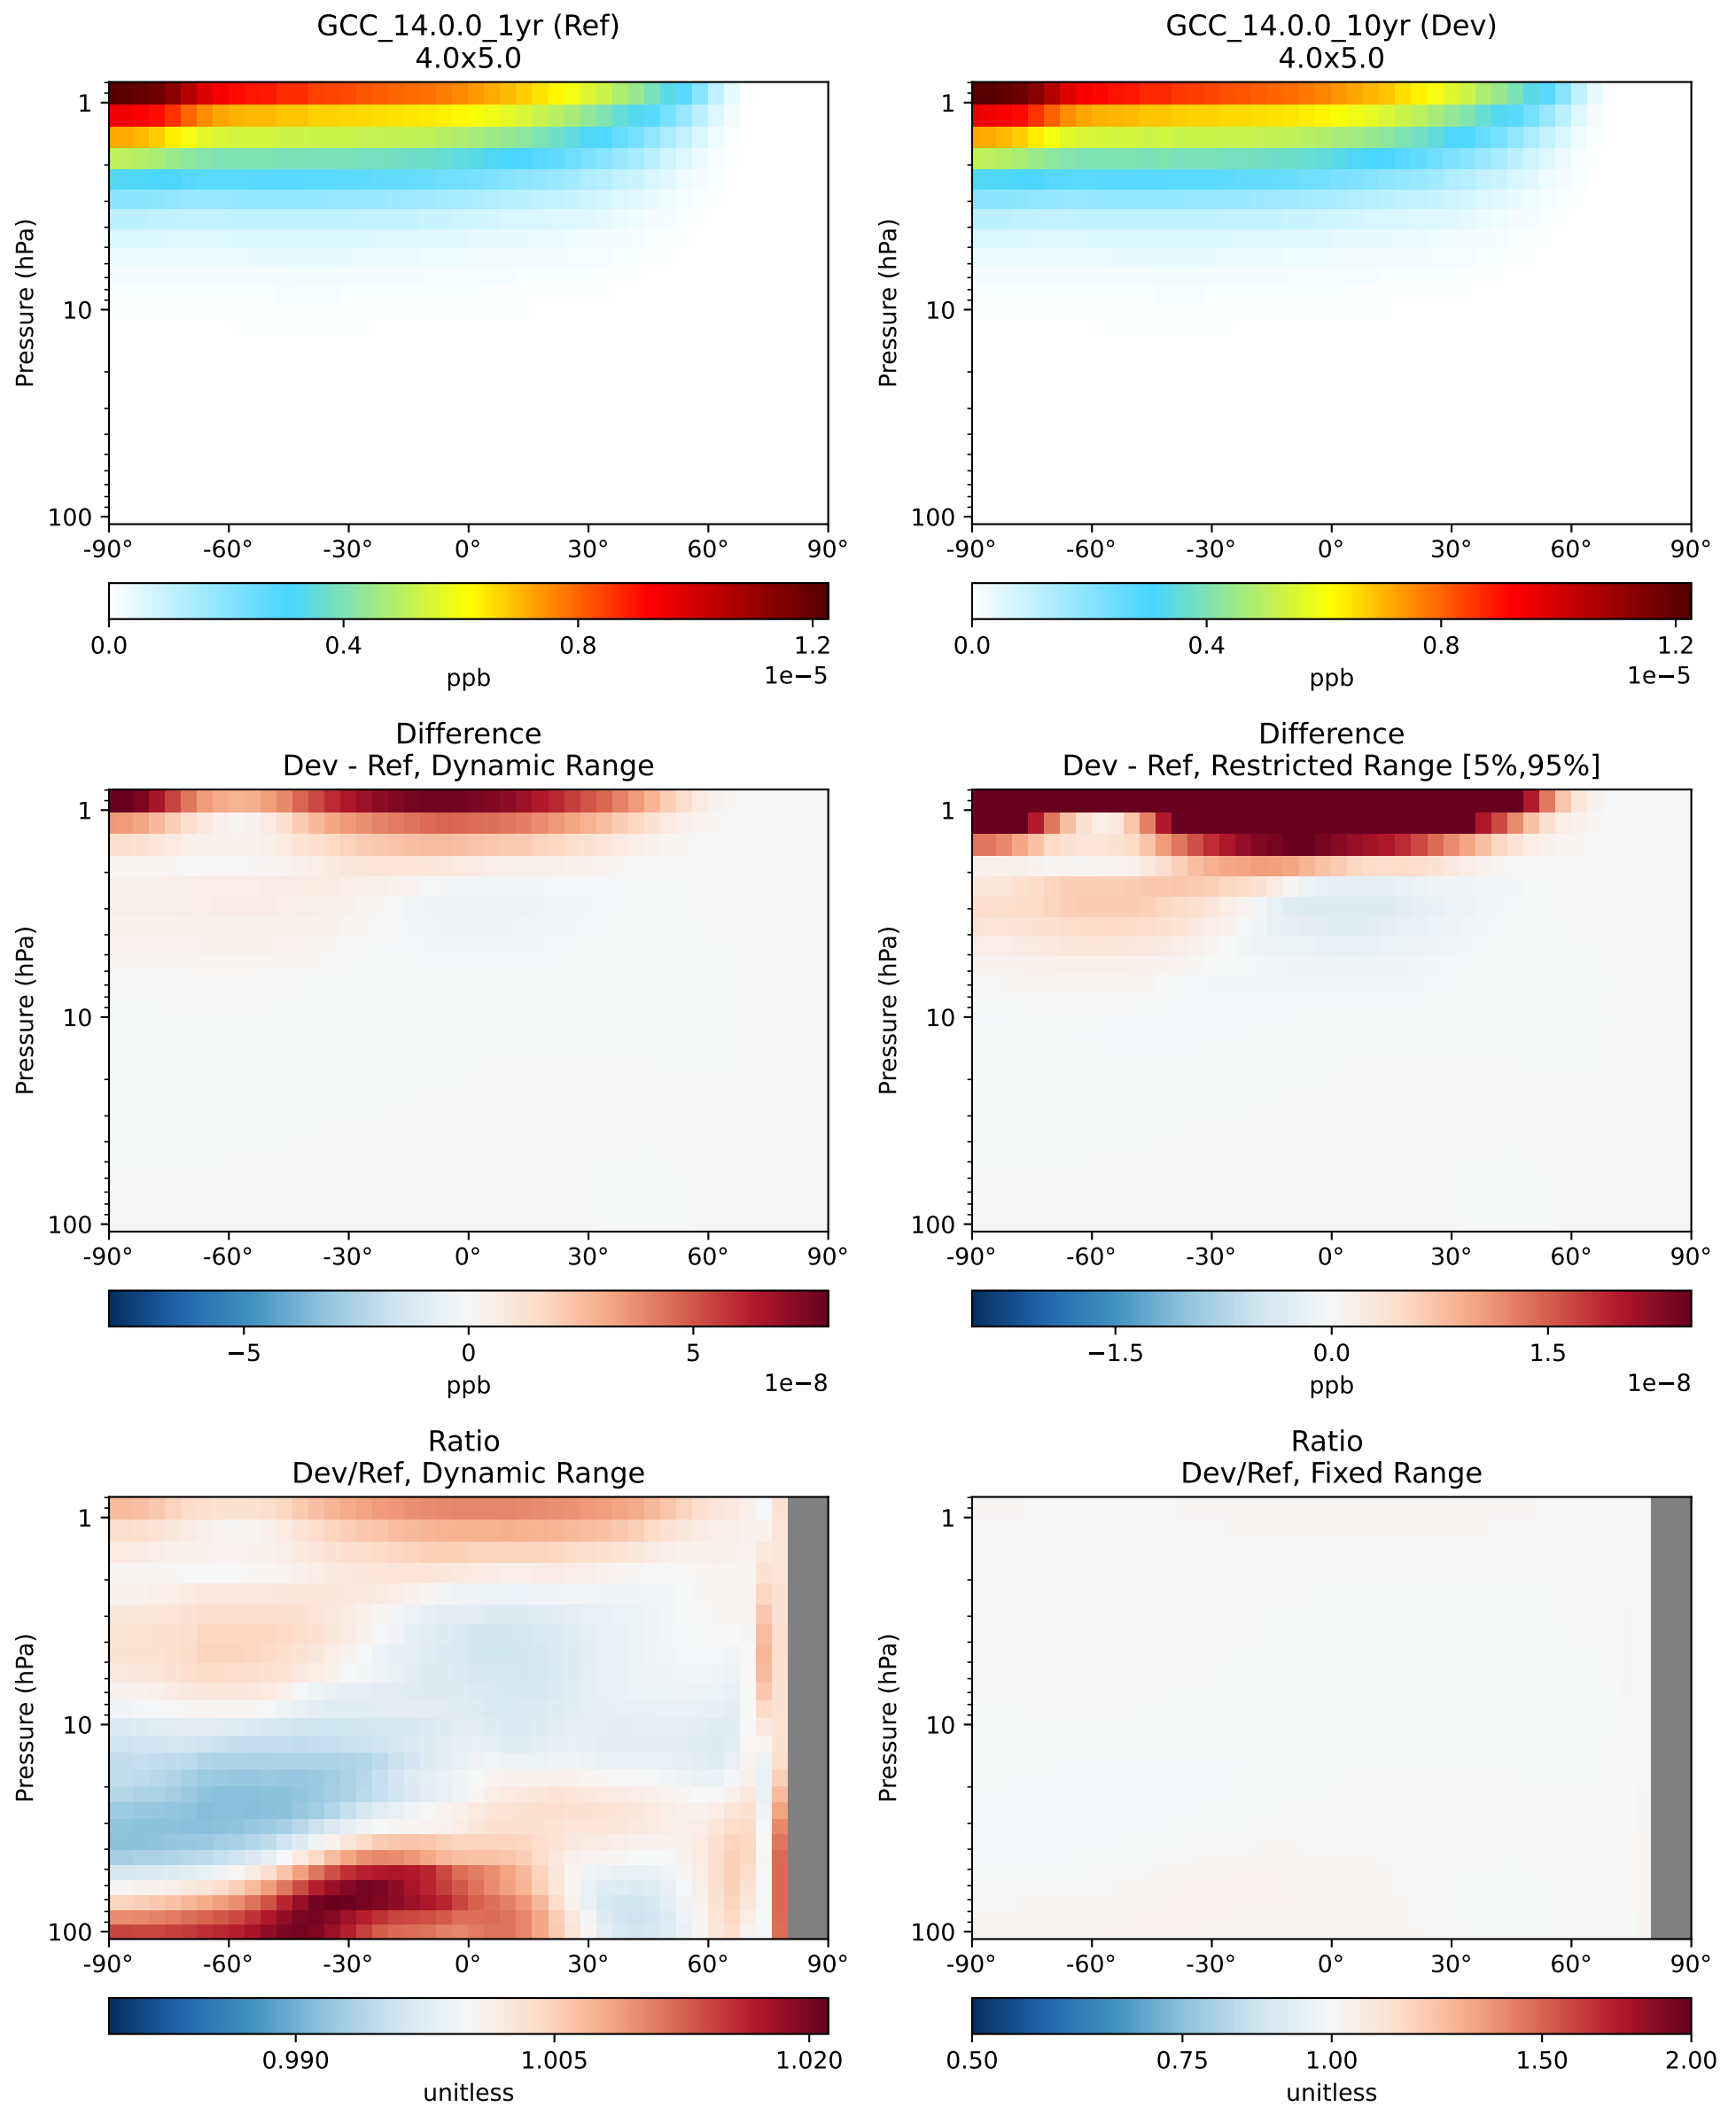 GCC_14.0.0_1yr (Ref)
4.0x5.0
Pressure (hPa)
1
10
100
-90° -60° -30° 0° 30° 60° 90°
0.0 0.4 0.8 1.2
1e−5
ppb
GCC_14.0.0_10yr (Dev)
4.0x5.0
Pressure (hPa)
1
10
100
-90° -60° -30° 0° 30° 60° 90°
0.0 0.4 0.8 1.2
1e−5
ppb
Difference
Dev - Ref, Dynamic Range
Pressure (hPa)
1
10
100
-90° -60° -30° 0° 30° 60° 90°
−5 0 5
1e−8
ppb
Difference
Dev - Ref, Restricted Range [5%,95%]
Pressure (hPa)
1
10
100
-90° -60° -30° 0° 30° 60° 90°
−1.5 0.0 1.5
1e−8
ppb
Ratio
Dev/Ref, Dynamic Range
Pressure (hPa)
1
10
100
-90° -60° -30° 0° 30° 60° 90°
0.990 1.005 1.020
unitless
Ratio
Dev/Ref, Fixed Range
Pressure (hPa)
1
10
100
-90° -60° -30° 0° 30° 60° 90°
0.50 0.75 1.00 1.50 2.00
unitless